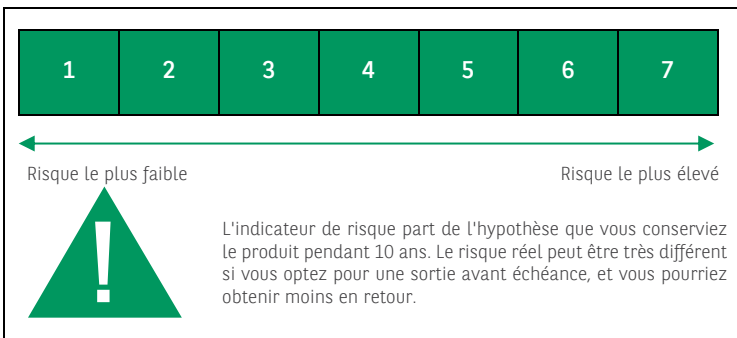 1 2 3 4 5 6 7
Risque le plus faible Risque le plus élevé
!
L'indicateur de risque part de l'hypothèse que vous conserviez
le produit pendant 10 ans. Le risque réel peut être très différent
si vous optez pour une sortie avant échéance, et vous pourriez
obtenir moins en retour.